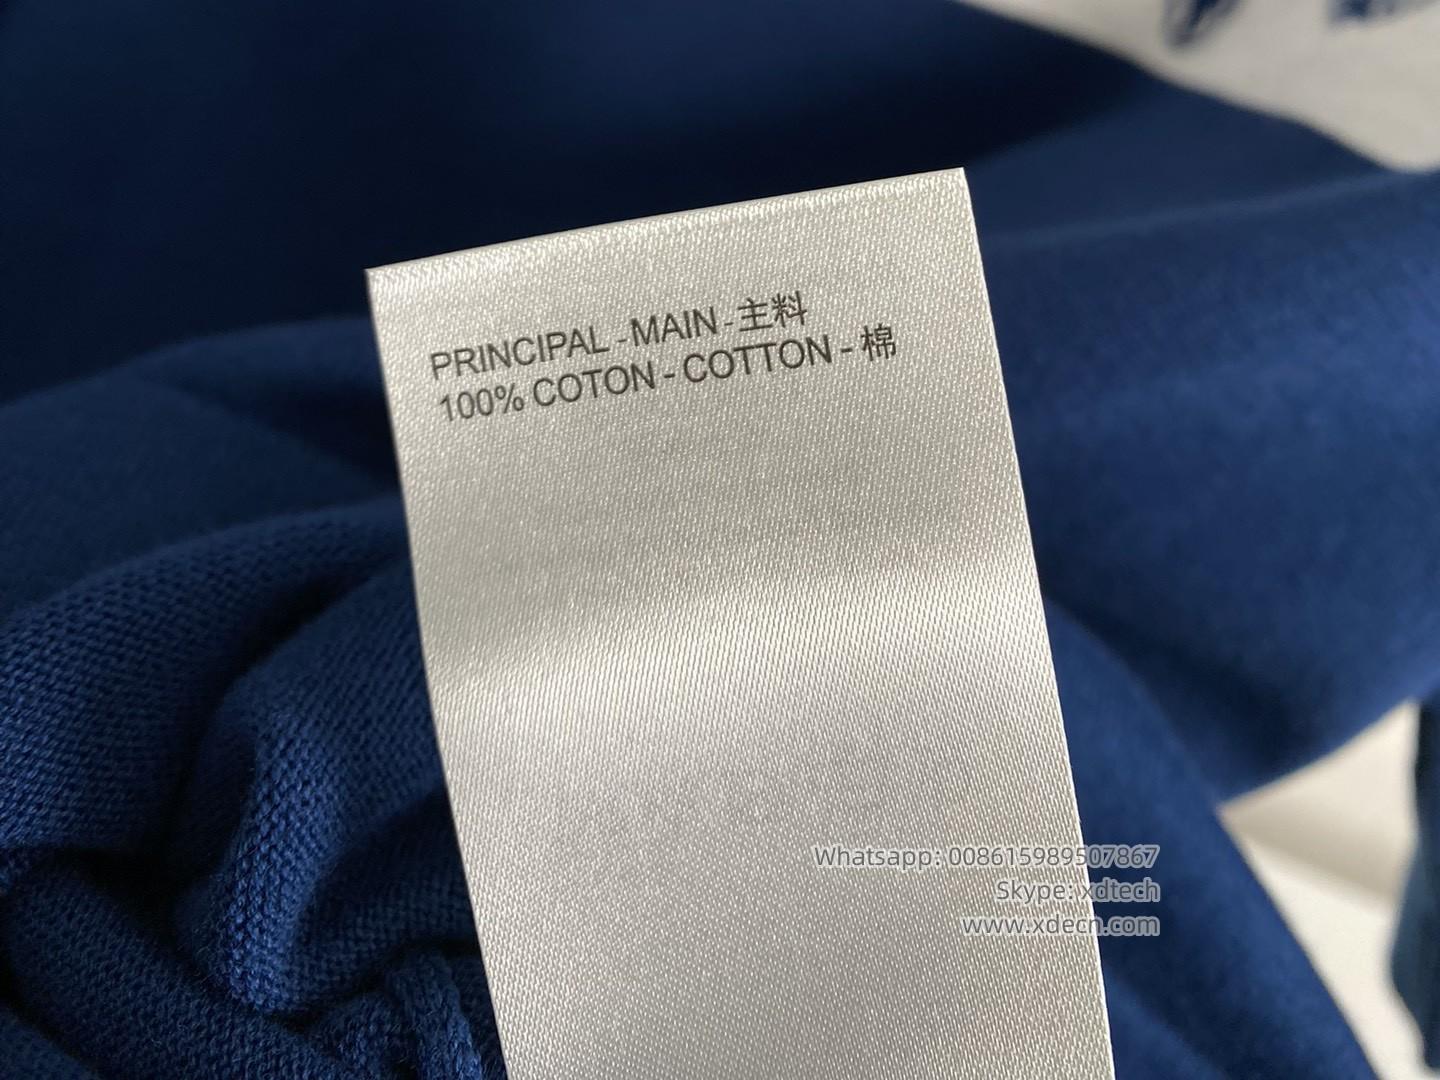 PRINCIPAL - MAIN - 主料
100% COTON - COTTON - 棉
Whatsapp: 008615989507867
Skype: xdtech
www.xdecn.com